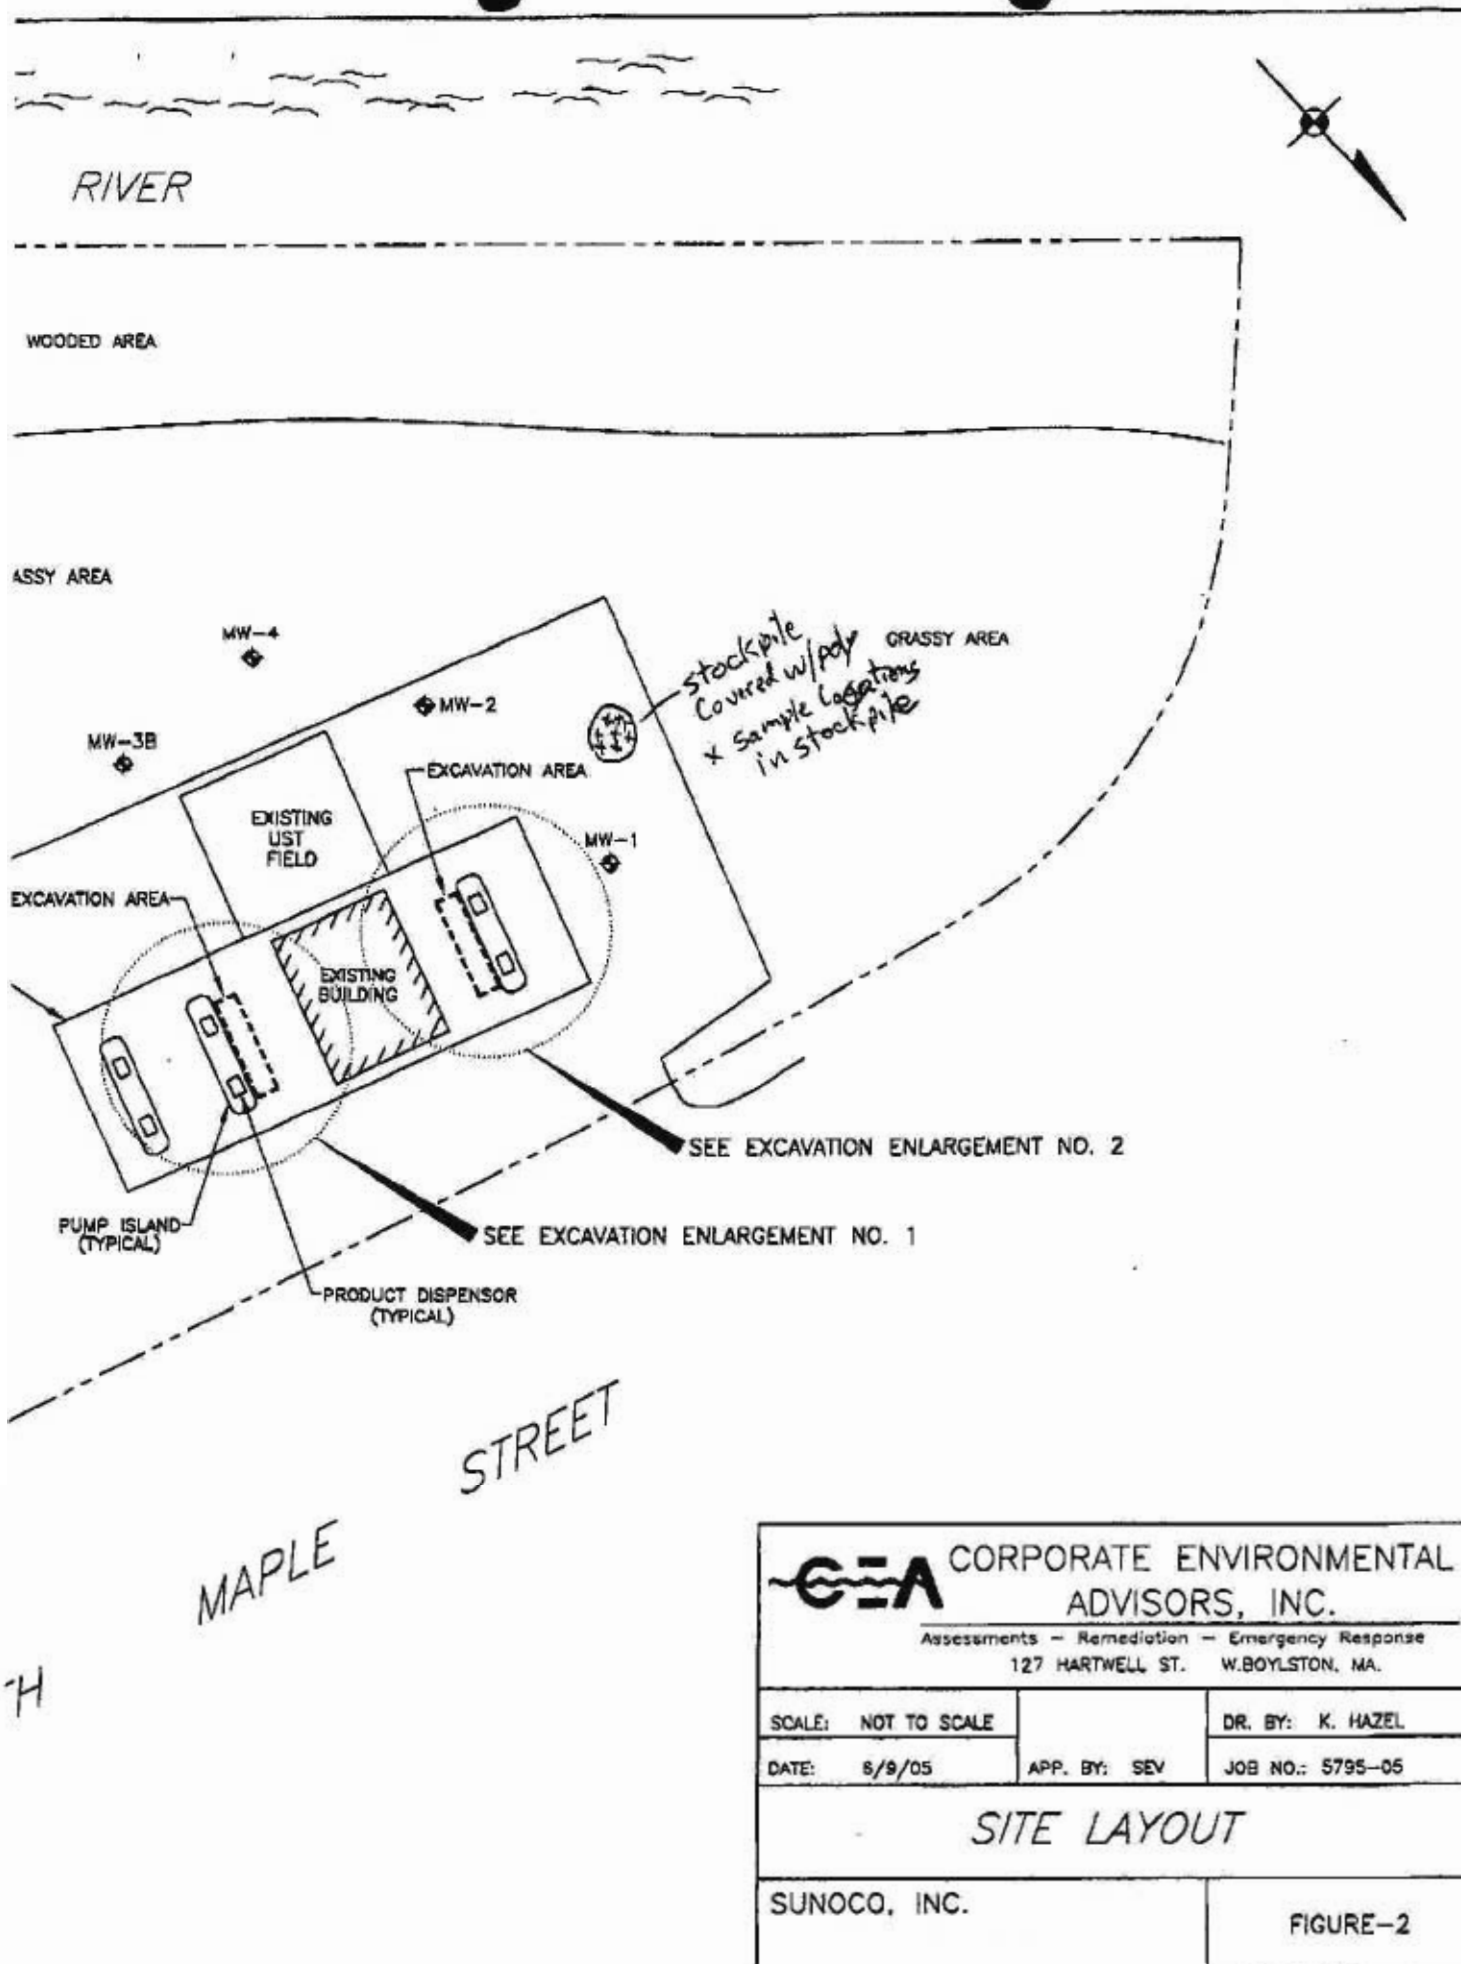 RIVER
WOODED AREA
ASSY AREA
MW-4
MW-2
MW-3B
stockpile
Covered w/poly
x sample Locations
in stockpile
GRASSY AREA
EXCAVATION AREA
EXISTING
UST
FIELD
MW-1
EXCAVATION AREA
EXISTING
BUILDING
SEE EXCAVATION ENLARGEMENT NO. 2
PUMP ISLAND
(TYPICAL)
SEE EXCAVATION ENLARGEMENT NO. 1
PRODUCT DISPENSOR
(TYPICAL)
MAPLE STREET
TH
CEA
CORPORATE ENVIRONMENTAL
ADVISORS, INC.
Assessments - Remediation - Emergency Response
127 HARTWELL ST. W.BOYLSTON, MA.
SCALE: NOT TO SCALE
DR. BY: K. HAZEL
DATE: 6/9/05
APP. BY: SEV
JOB NO.: 5795-05
SITE LAYOUT
SUNOCO, INC.
FIGURE-2